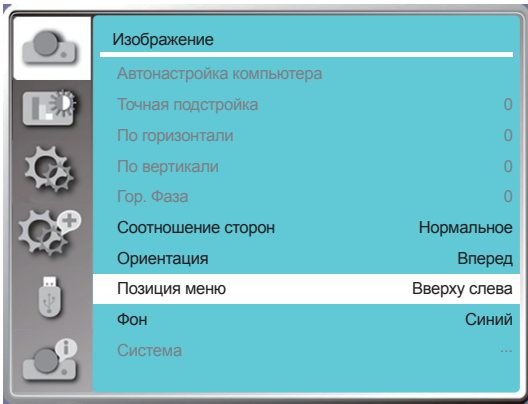 Изображение
Автонастройка компьютера
Точная подстройка 0
По горизонтали 0
По вертикали 0
Гор. Фаза 0
Соотношение сторон Нормальное
Ориентация Вперед
Позиция меню Вверху слева
Фон Синий
Система ...